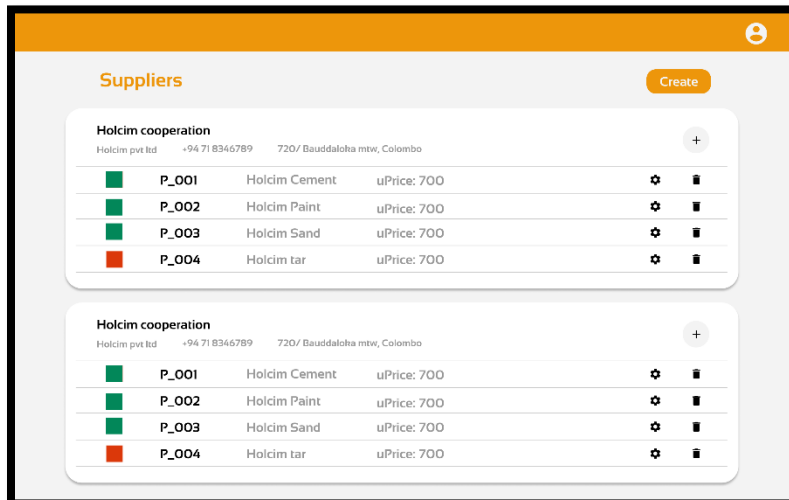 Suppliers
Create
Holcim cooperation
Holcim pvt ltd +94 71 8346789 720/ Bauddaloha mtw, Colombo
+
P_001 Holcim Cement uPrice: 700
P_002 Holcim Paint uPrice: 700
P_003 Holcim Sand uPrice: 700
P_004 Holcim tar uPrice: 700
Holcim cooperation
Holcim pvt ltd +94 71 8346789 720/ Bauddaloha mtw, Colombo
+
P_001 Holcim Cement uPrice: 700
P_002 Holcim Paint uPrice: 700
P_003 Holcim Sand uPrice: 700
P_004 Holcim tar uPrice: 700